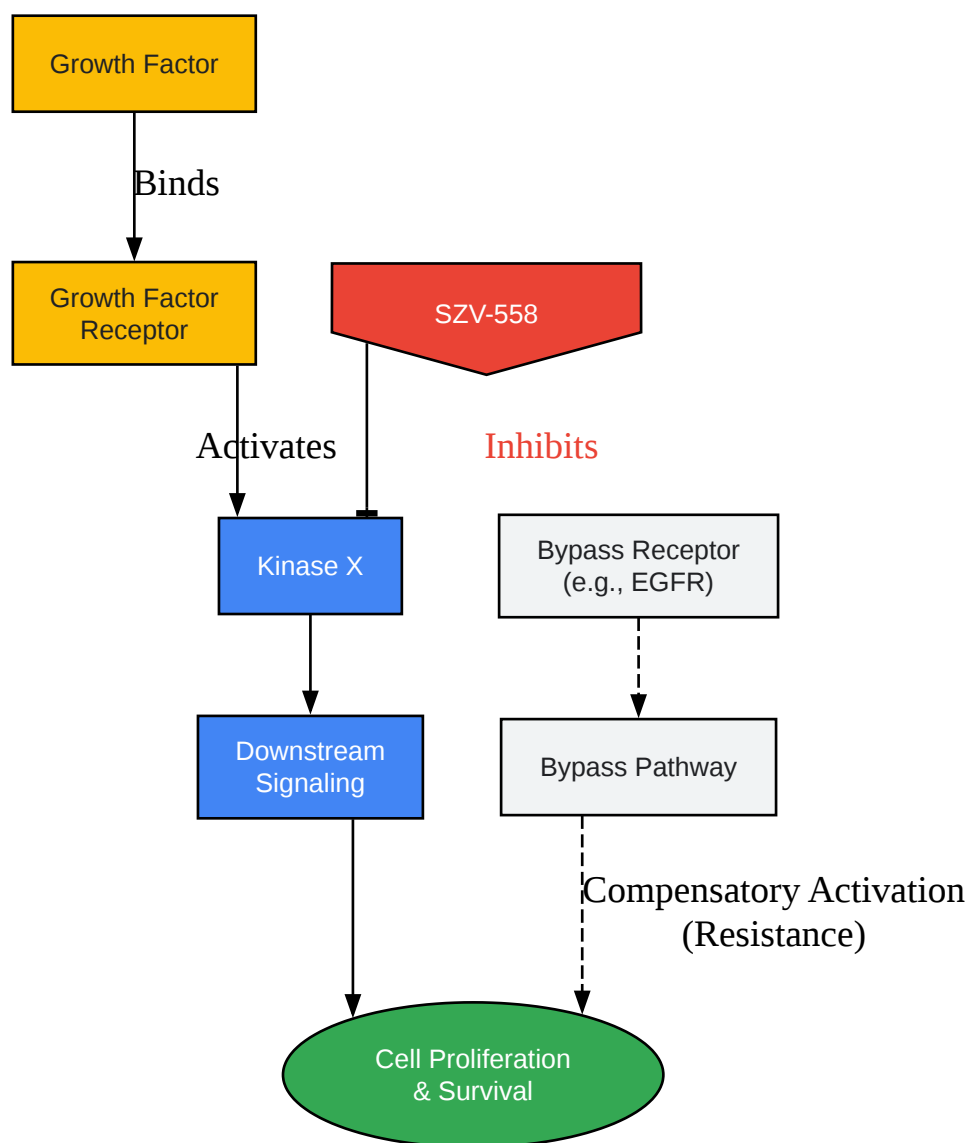 Growth Factor
Binds
Growth Factor
Receptor
SZV-558
Activates
Inhibits
Kinase X
Bypass Receptor
(e.g., EGFR)
Downstream
Signaling
Bypass Pathway
Compensatory Activation
(Resistance)
Cell Proliferation
& Survival